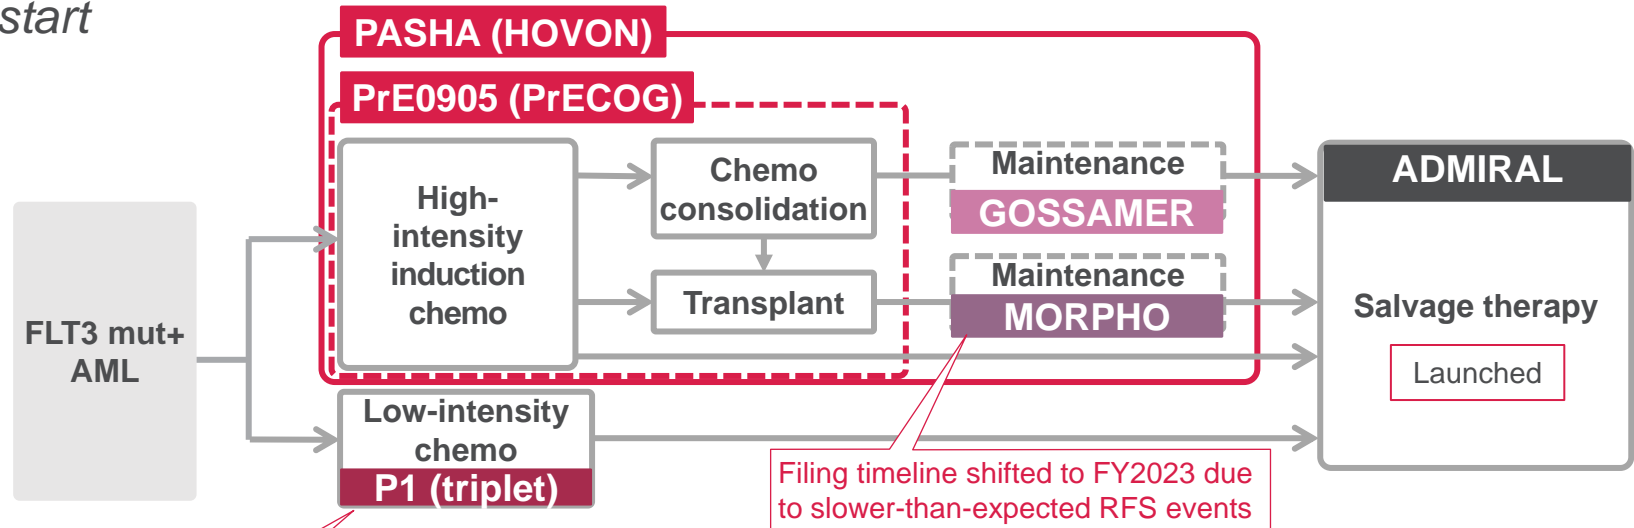 start
PASHA (HOVON)
PrE0905 (PrECOG)
FLT3 mut+
AML
High-
intensity
induction
chemo
Chemo
consolidation
Transplant
Maintenance
GOSSAMER
Maintenance
MORPHO
Low-intensity
chemo
P1 (triplet)
ADMIRAL
Salvage therapy
Launched
Filing timeline shifted to FY2023 due
to slower-than-expected RFS events